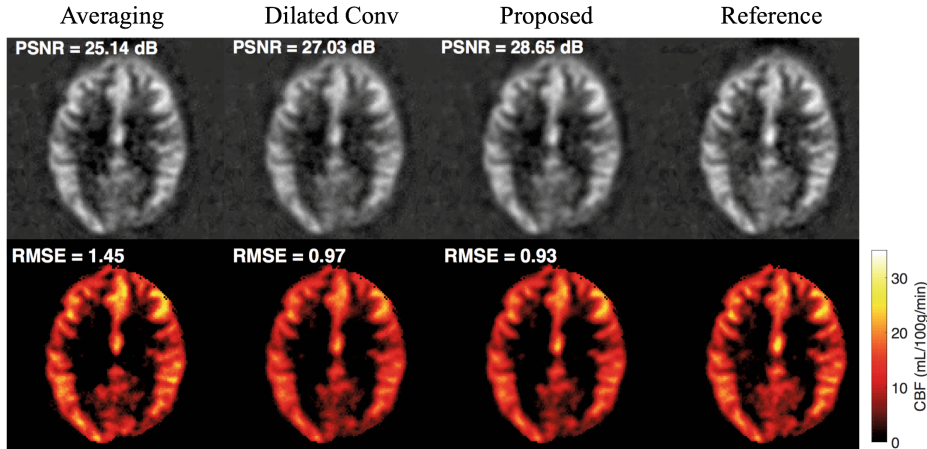 Averaging Dilated Conv Proposed Reference
PSNR = 25.14 dB PSNR = 27.03 dB PSNR = 28.65 dB
RMSE = 1.45 RMSE = 0.97 RMSE = 0.93
30
20
10
0
CBF (mL/100g/min)